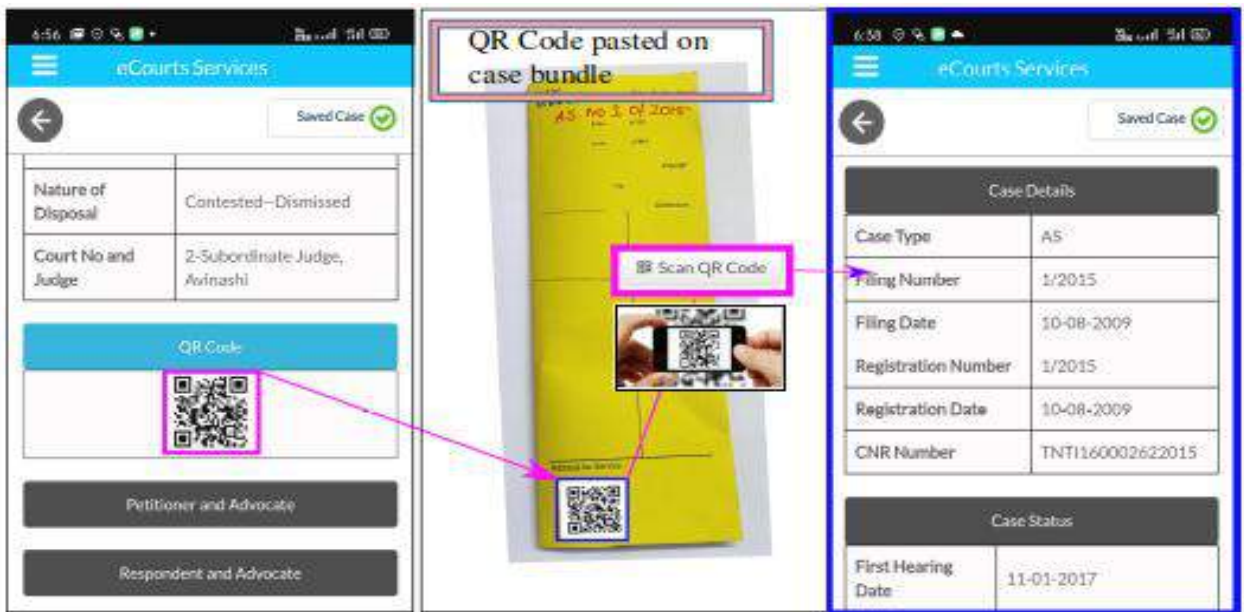 6:56
eCourts Services
Saved Case
Nature of
Disposal
Contested—Dismissed
Court No and
Judge
2-Subordinate Judge,
Avinashi
QR Code
Petitioner and Advocate
Respondent and Advocate
QR Code pasted on
case bundle
AS No 1 Of 2015
Scan QR Code
Address for Service
6:58
eCourts Services
Saved Case
Case Details
Case Type
AS
Filing Number
1/2015
Filing Date
10-08-2009
Registration Number
1/2015
Registration Date
10-08-2009
CNR Number
TNTI160002622015
Case Status
First Hearing
Date
11-01-2017